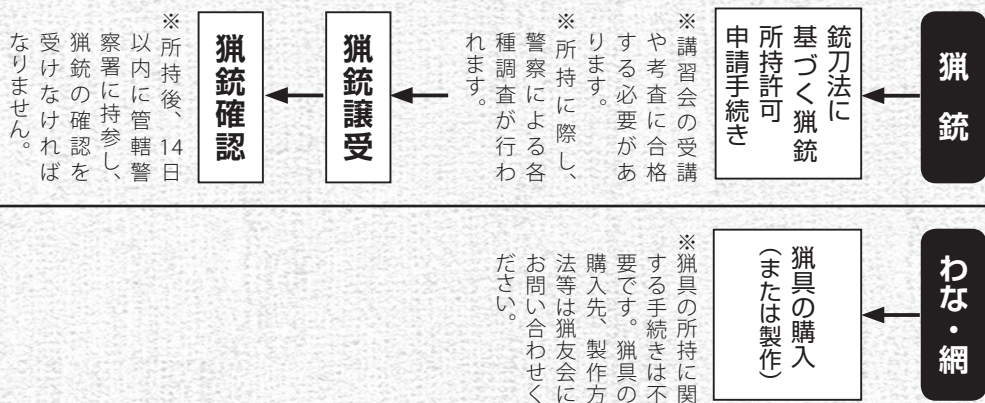 猟銃
銃刀法に
基づく猟銃
所持許可
申請手続き
※講習会の受講
や考査に合格
する必要があ
ります。
※所持に際し、
警察による各
種調査が行わ
れます。
猟銃譲受
猟銃確認
※所持後、14日
以内に管轄警
察署に持参し、
猟銃の確認を
受けなければ
なりません。
わな・網
猟具の購入
（または製作）
※猟具の所持に関
する手続きは不
要です。猟具の
購入先、製作方
法等は猟友会に
お問い合わせく
ださい。